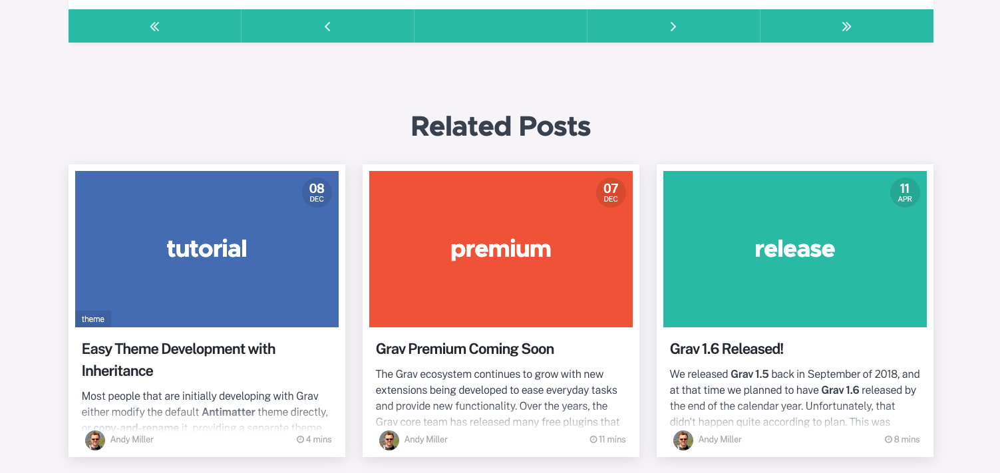 Related Posts
08
DEC
tutorial
theme
Easy Theme Development with
Inheritance
Most people that are initially developing with Grav
either modify the default Antimatter theme directly,
or copy-and-rename it, providing a separate theme
Andy Miller
4 mins
07
DEC
premium
Grav Premium Coming Soon
The Grav ecosystem continues to grow with new
extensions being developed to ease everyday tasks
and provide new functionality. Over the years, the
Grav core team has released many free plugins that
Andy Miller
11 mins
11
APR
release
Grav 1.6 Released!
We released Grav 1.5 back in September of 2018, and
at that time we planned to have Grav 1.6 released by
the end of the calendar year. Unfortunately, that
didn't happen quite according to plan. This was
Andy Miller
8 mins